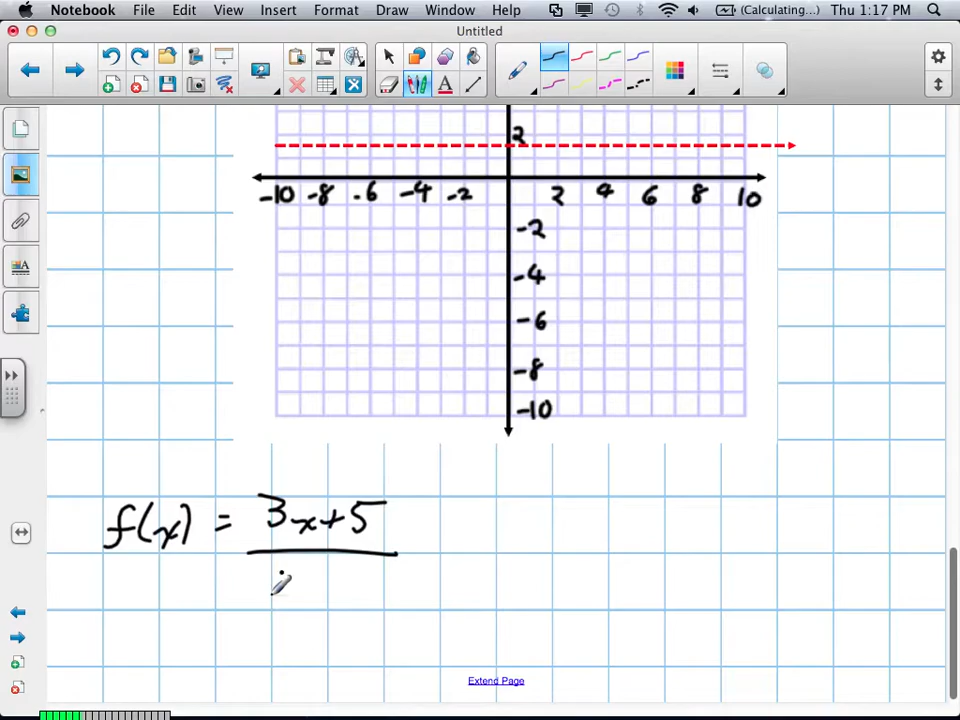 Notebook File Edit View Insert Format Draw Window Help (Calculating...) Thu 1:17 PM
Untitled
2
-10 -8 -6 -4 -2 2 4 6 8 10
-2
-4
-6
-8
-10
f(x) = 3x+5
Extend Page